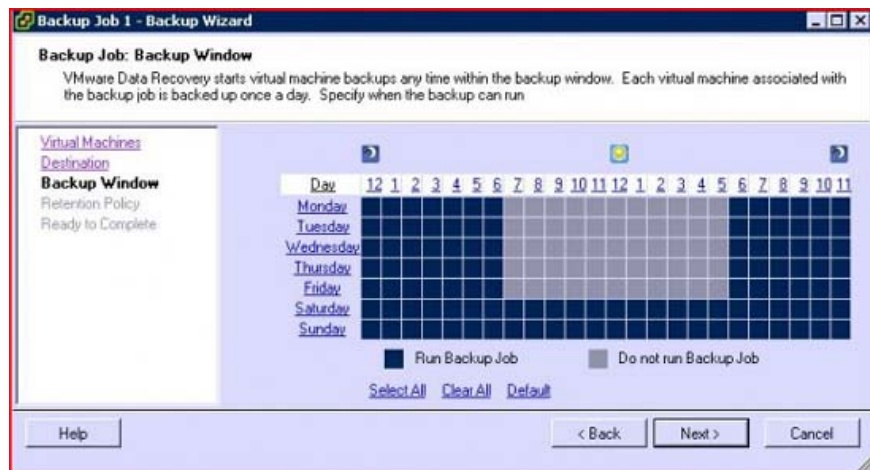 Backup Job 1 - Backup Wizard
Backup Job: Backup Window
VMware Data Recovery starts virtual machine backups any time within the backup window. Each virtual machine associated with
the backup job is backed up once a day. Specify when the backup can run
Virtual Machines
Destination
Backup Window
Retention Policy
Ready to Complete
Day 12 1 2 3 4 5 6 7 8 9 10 11 12 1 2 3 4 5 6 7 8 9 10 11
Monday
Tuesday
Wednesday
Thursday
Friday
Saturday
Sunday
Run Backup Job Do not run Backup Job
Select All Clear All Default
Help < Back Next > Cancel